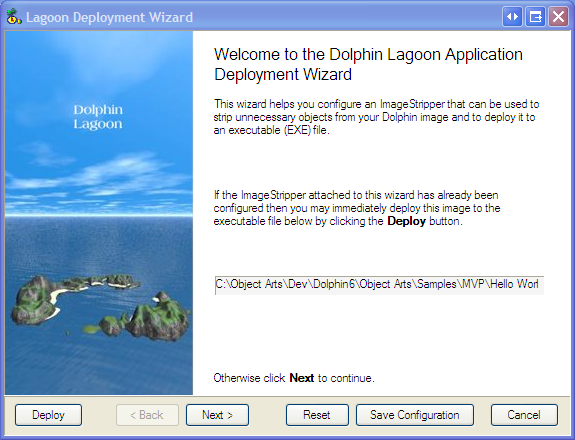 Lagoon Deployment Wizard
Dolphin
Lagoon
Welcome to the Dolphin Lagoon Application
Deployment Wizard
This wizard helps you configure an ImageStripper that can be used to
strip unnecessary objects from your Dolphin image and to deploy it to
an executable (EXE) file.
If the ImageStripper attached to this wizard has already been
configured then you may immediately deploy this image to the
executable file below by clicking the Deploy button.
C:\Object Arts\Dev\Dolphin6\Object Arts\Samples\MVP\Hello Worl
Otherwise click Next to continue.
Deploy < Back Next > Reset Save Configuration Cancel